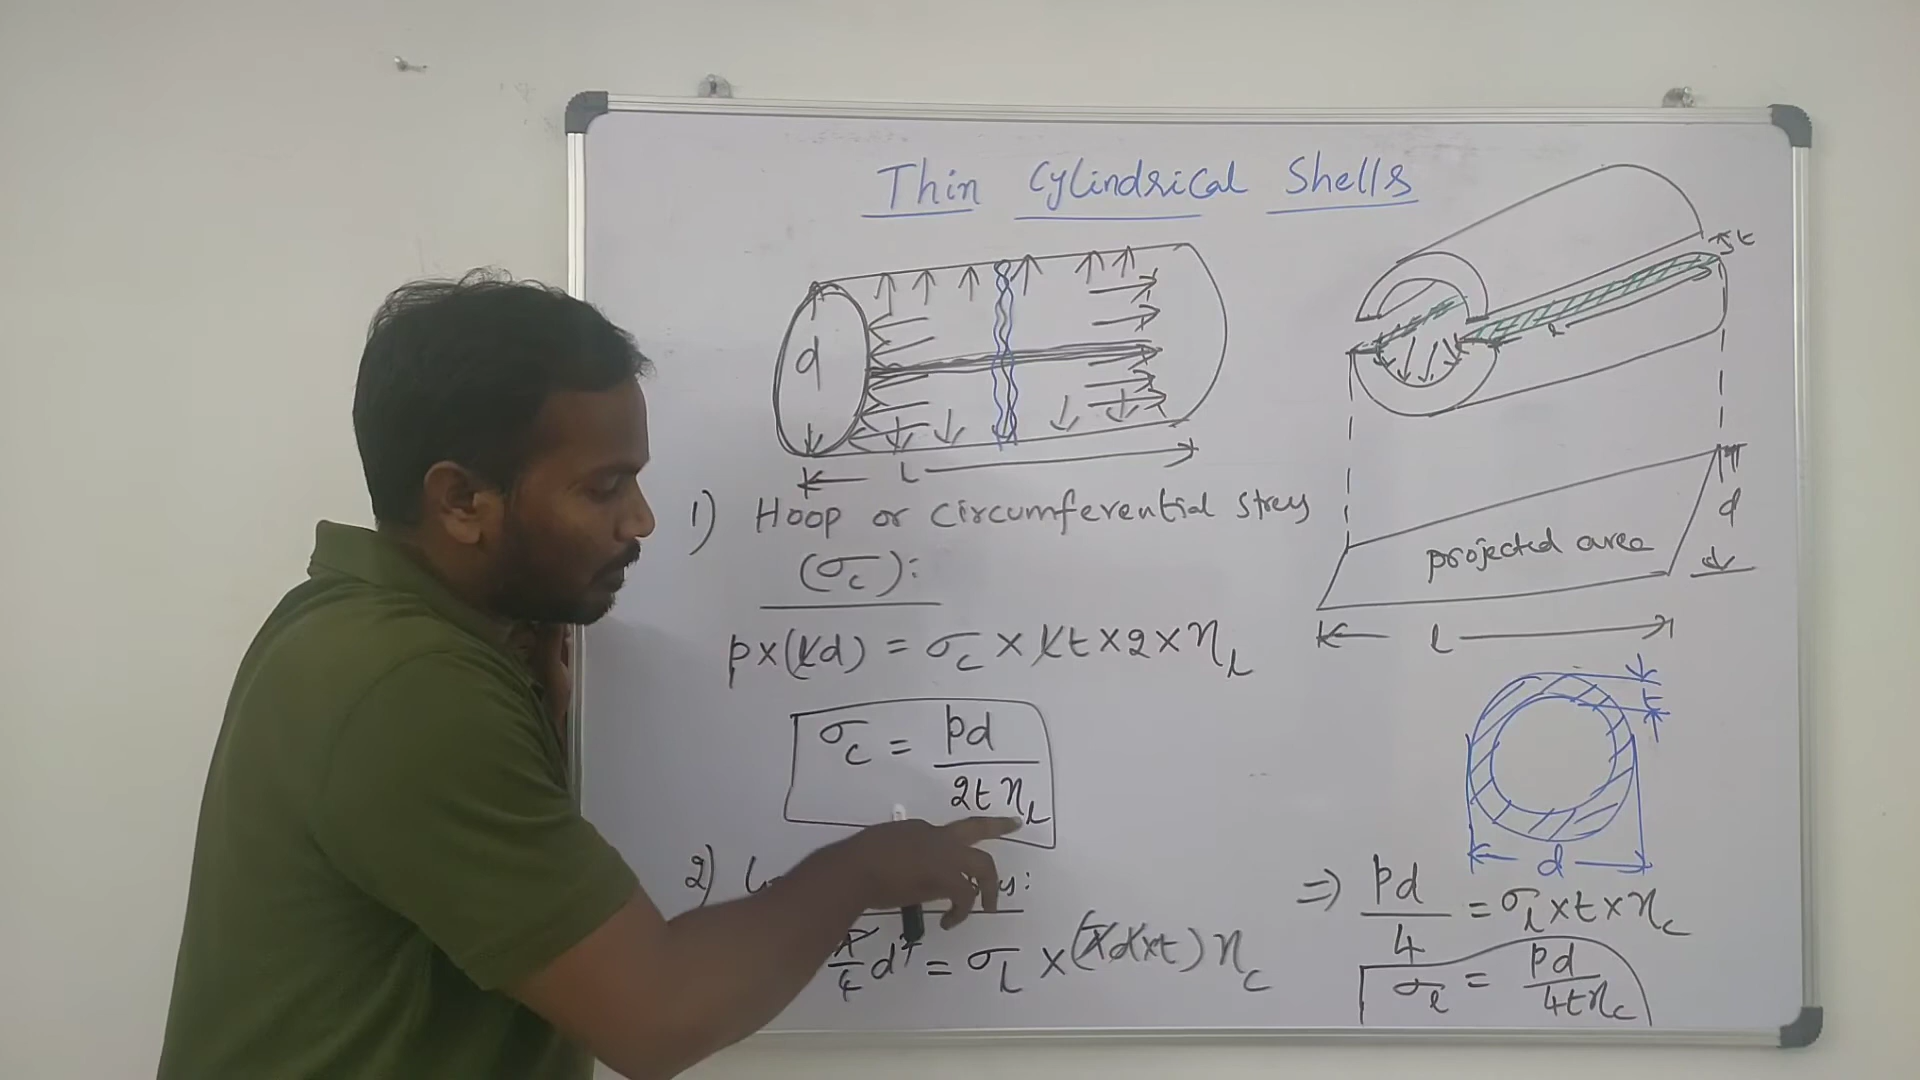 Thin Cylindrical Shells
d
L
t
l
projected area
d
l
1) Hoop or circumferential stress
(σc):
p×(ld) = σc × lt×2×ηL
σc = pd / 2tηL
2) L
π/4 d² = σL × (πd×t) ηc
t
d
⇒ pd/4 = σL×t×ηc
σL = pd / 4tηc